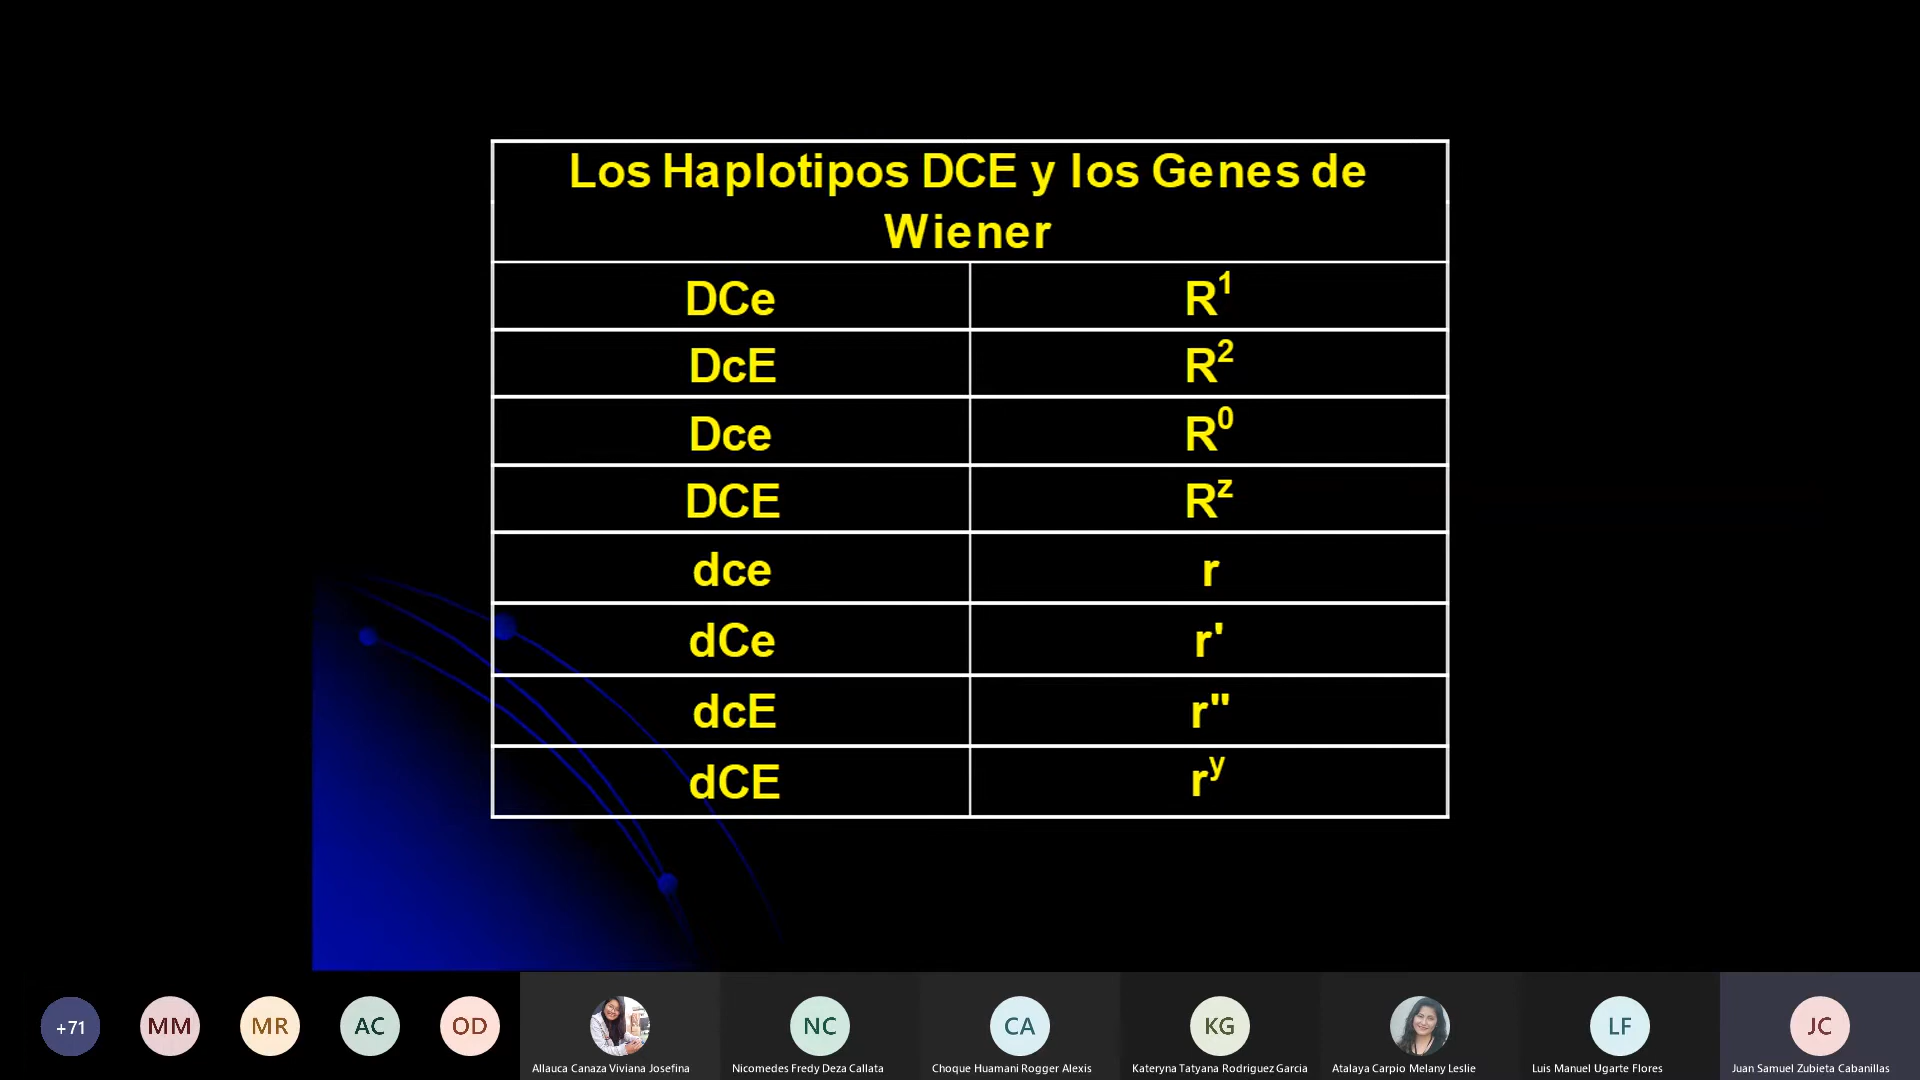 Los Haplotipos DCE y los Genes de
Wiener
DCe R¹
DcE R²
Dce R⁰
DCE Rᶻ
dce r
dCe r'
dcE r"
dCE rʸ
+71 MM MR AC OD NC CA KG LF JC
Allauca Canaza Viviana Josefina Nicomedes Fredy Deza Callata Choque Huamani Rogger Alexis Kateryna Tatyana Rodriguez Garcia Atalaya Carpio Melany Leslie Luis Manuel Ugarte Flores Juan Samuel Zubieta Cabanillas